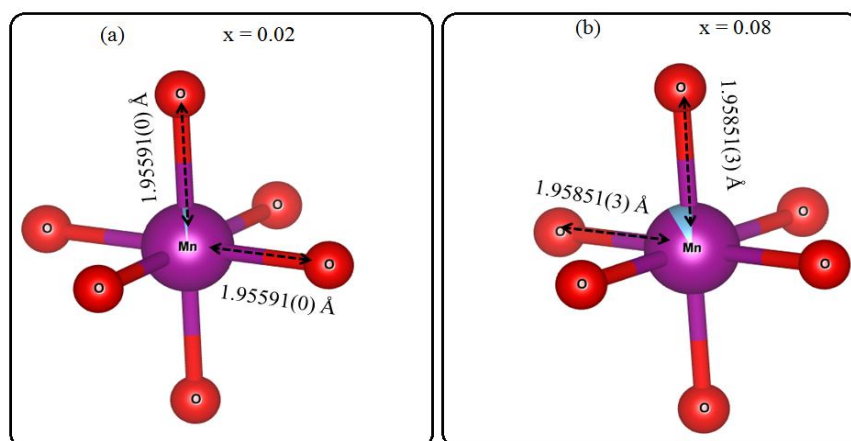 (a) x = 0.02
O
1.95591(0) Å
O
O
Mn
O
O
1.95591(0) Å
O
(b) x = 0.08
O
1.95851(3) Å
1.95851(3) Å
O
O
Mn
O
O
O